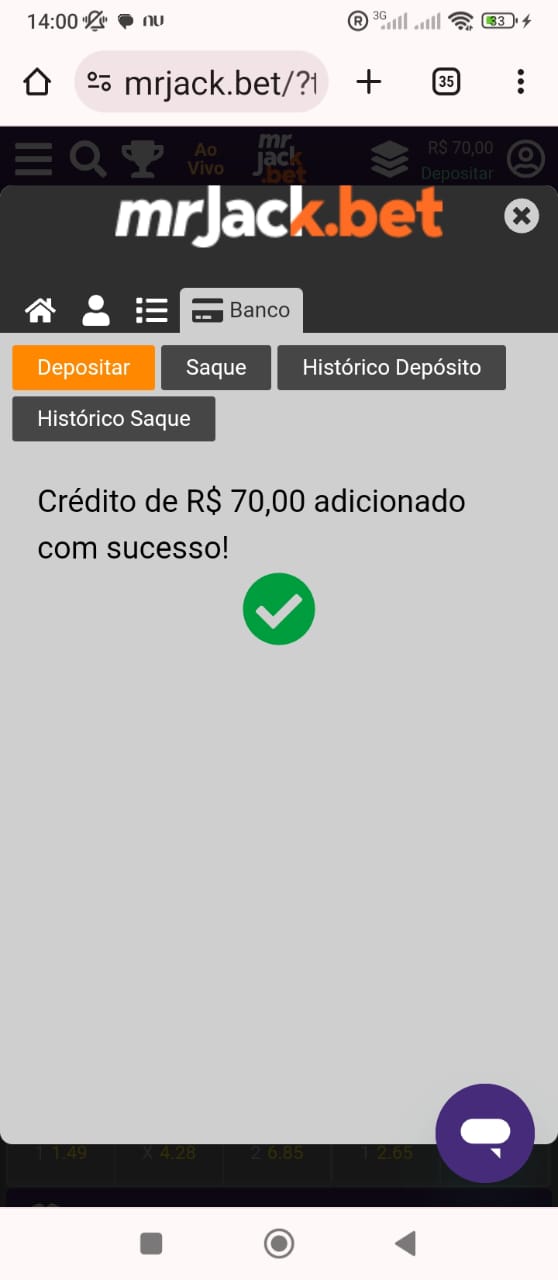 14:00
R 3G 33
mrjack.bet/?
35
Ao
Vivo
mr
jack
.bet
R$ 70,00
Depositar
mrJack.bet
Banco
Depositar
Saque
Histórico Depósito
Histórico Saque
Crédito de R$ 70,00 adicionado
com sucesso!
1 1.49
X 4.28
2 6.85
1 2.65